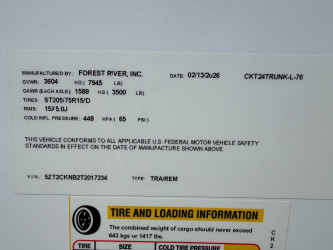 MANUFACTURED BY: FOREST RIVER, INC. DATE: 02/13/2026 CKT24TRUNK-L-78
GVWR: 3604 KG ( 7945 LB)
GAWR (EACH AXLE) 1588 KG ( 3500 LB)
TIRES: ST205/75R15/D
RIMS: 15X5.0J
COLD INFL. PRESSURE: 448 KPA ( 65 PSI)
THIS VEHICLE CONFORMS TO ALL APPLICABLE U.S. FEDERAL MOTOR VEHICLE SAFETY
STANDARDS IN EFFECT ON THE DATE OF MANUFACTURE SHOWN ABOVE.
V.I.N.: 5ZT2CKNB2T2017234 TYPE: TRA/REM
TIRE AND LOADING INFORMATION
The combined weight of cargo should never exceed
643 kg or 1417 lbs.
TIRE SIZE COLD TIRE PRESSURE
C
K
2